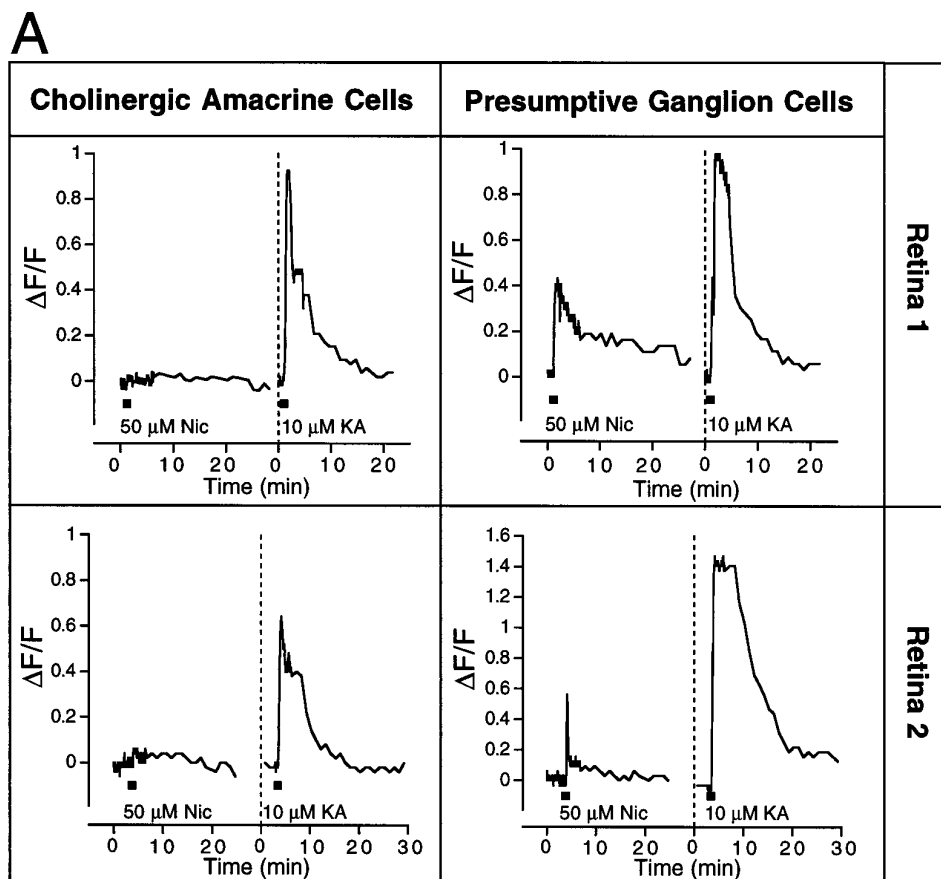 A
Cholinergic Amacrine Cells
Presumptive Ganglion Cells
1
0.8
0.6
0.4
0.2
0
ΔF/F
50 μM Nic
10 μM KA
0 10 20 0 10 20
Time (min)
1
0.8
0.6
0.4
0.2
0
ΔF/F
50 μM Nic
10 μM KA
0 10 20 0 10 20
Time (min)
Retina 1
1
0.8
0.6
0.4
0.2
0
ΔF/F
50 μM Nic
10 μM KA
0 10 20 0 10 20 30
Time (min)
1.6
1.4
1.2
1
0.8
0.6
0.4
0.2
0
ΔF/F
50 μM Nic
10 μM KA
0 10 20 0 10 20 30
Time (min)
Retina 2